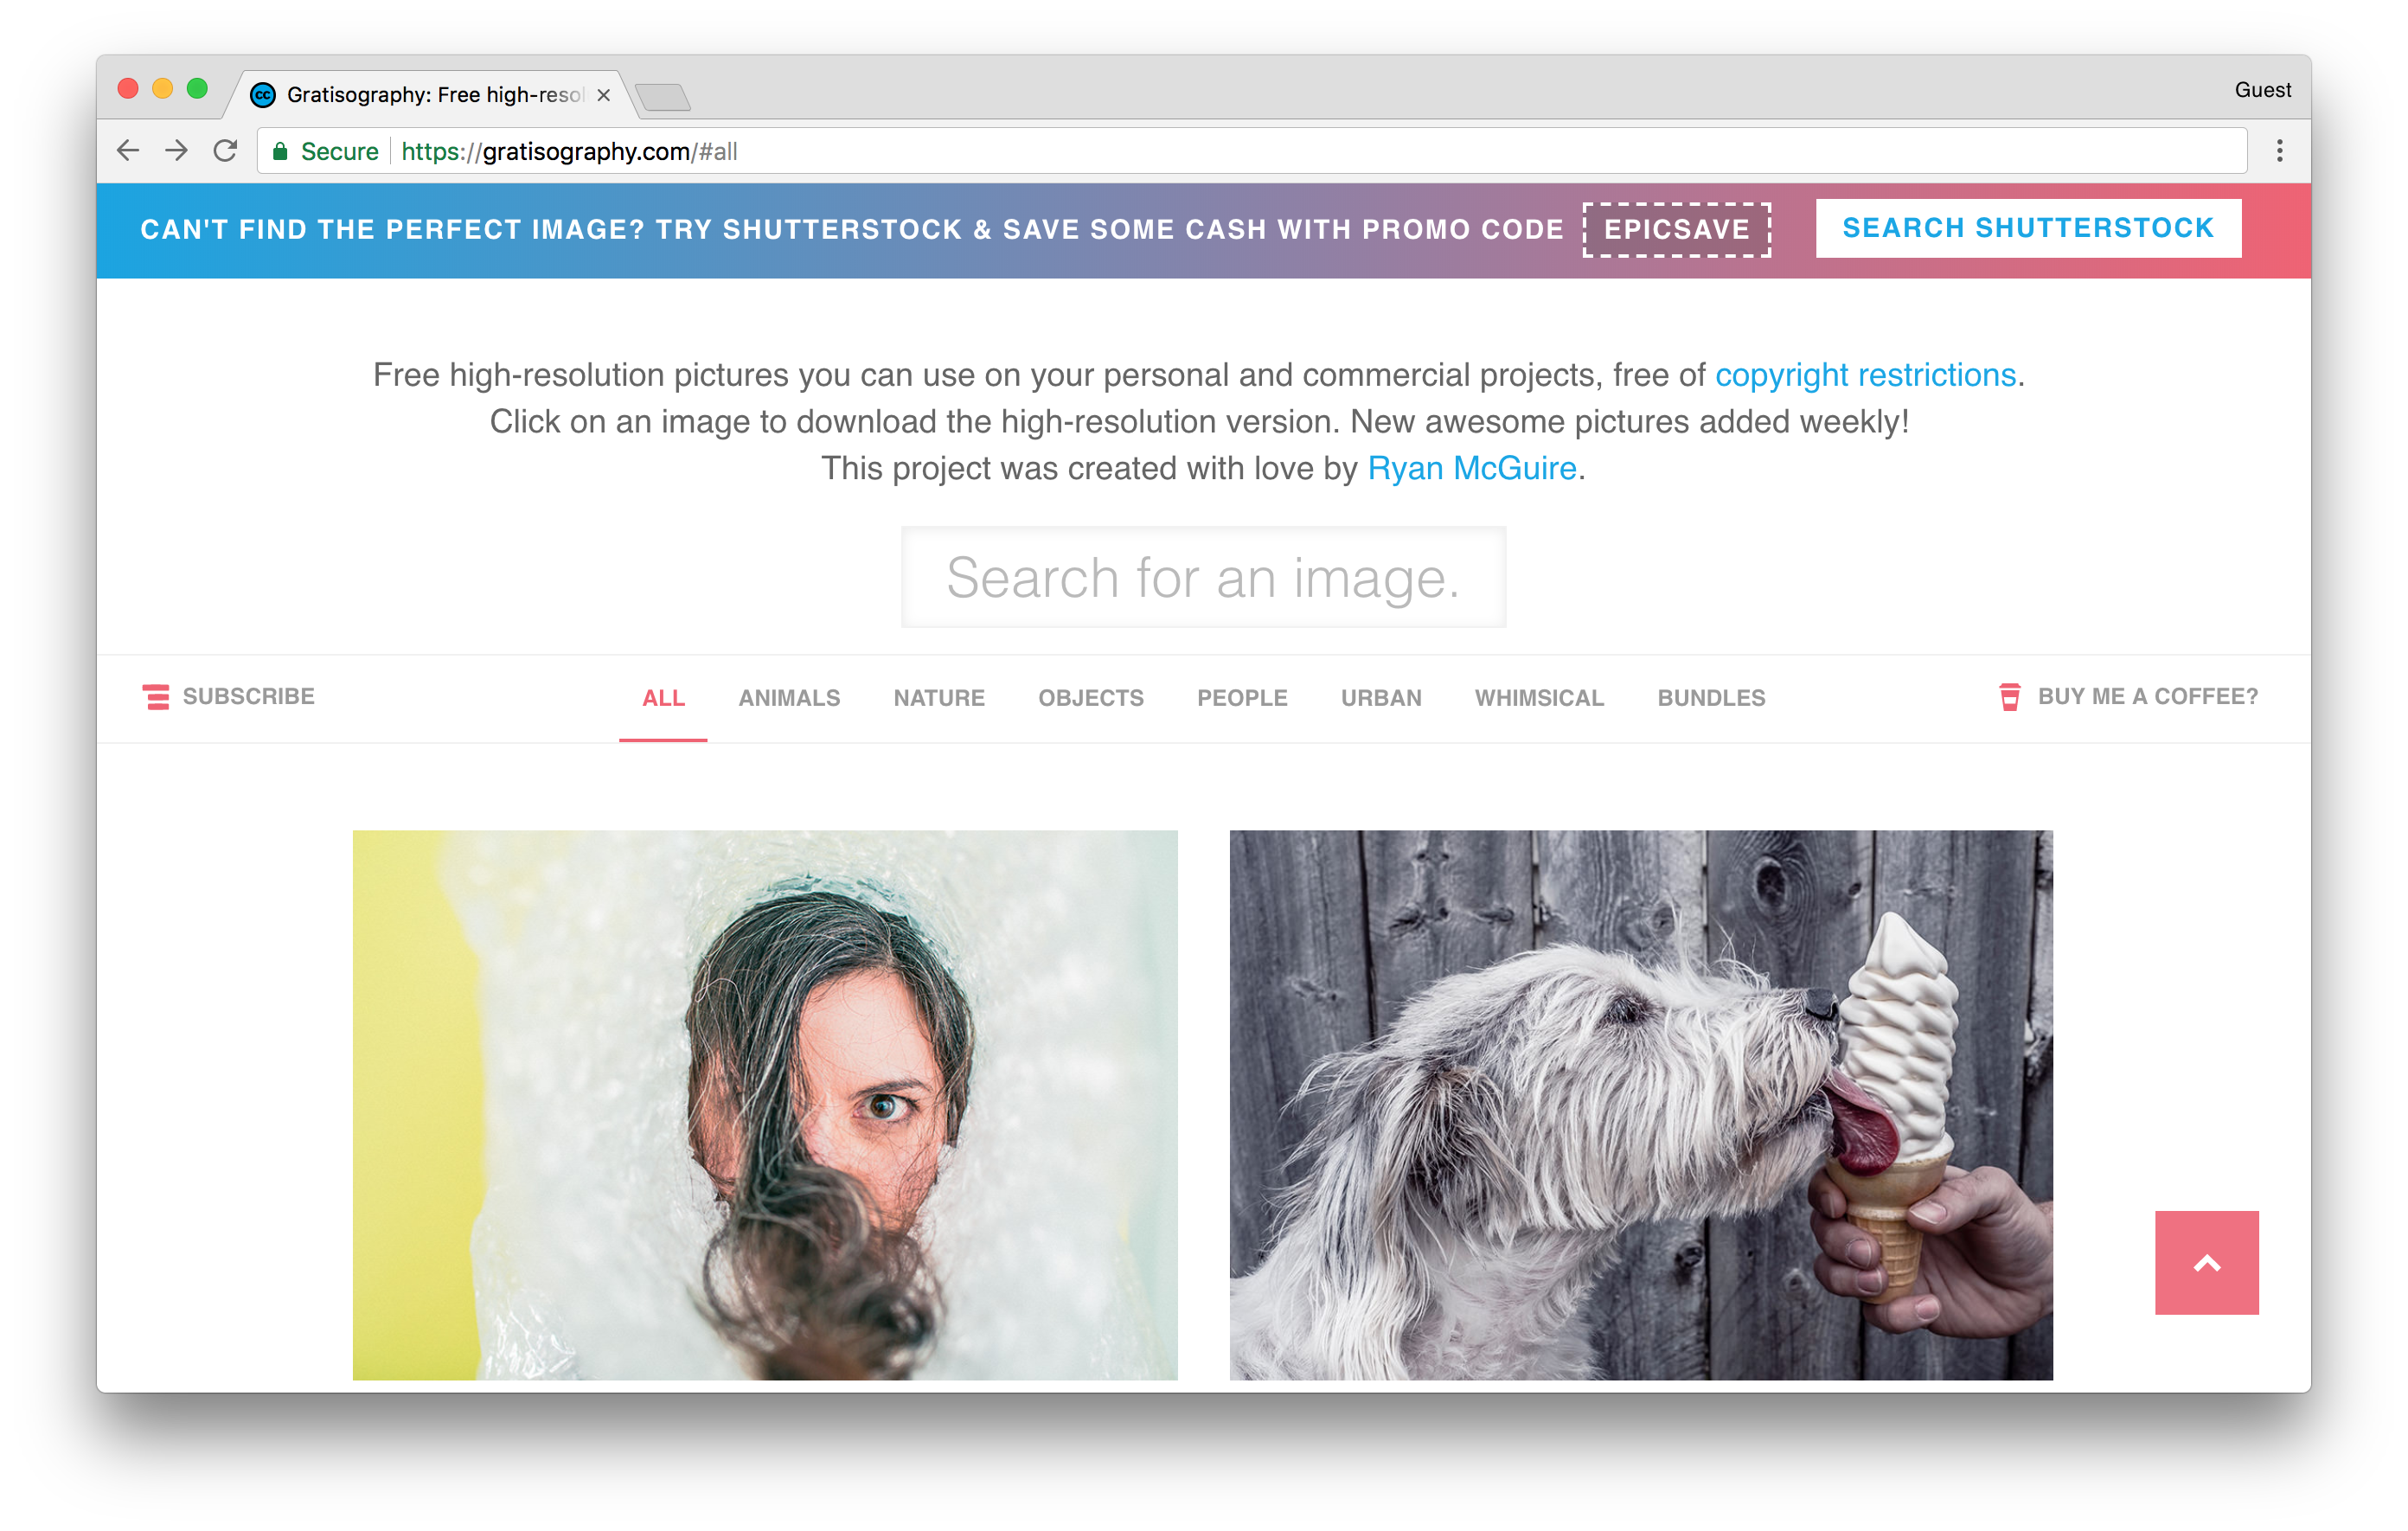 Gratisography: Free high-resol
Guest
Secure
https://gratisography.com/#all
CAN'T FIND THE PERFECT IMAGE? TRY SHUTTERSTOCK & SAVE SOME CASH WITH PROMO CODE EPICSAVE
SEARCH SHUTTERSTOCK
Free high-resolution pictures you can use on your personal and commercial projects, free of copyright restrictions.
Click on an image to download the high-resolution version. New awesome pictures added weekly!
This project was created with love by Ryan McGuire.
Search for an image.
SUBSCRIBE
ALL ANIMALS NATURE OBJECTS PEOPLE URBAN WHIMSICAL BUNDLES
BUY ME A COFFEE?